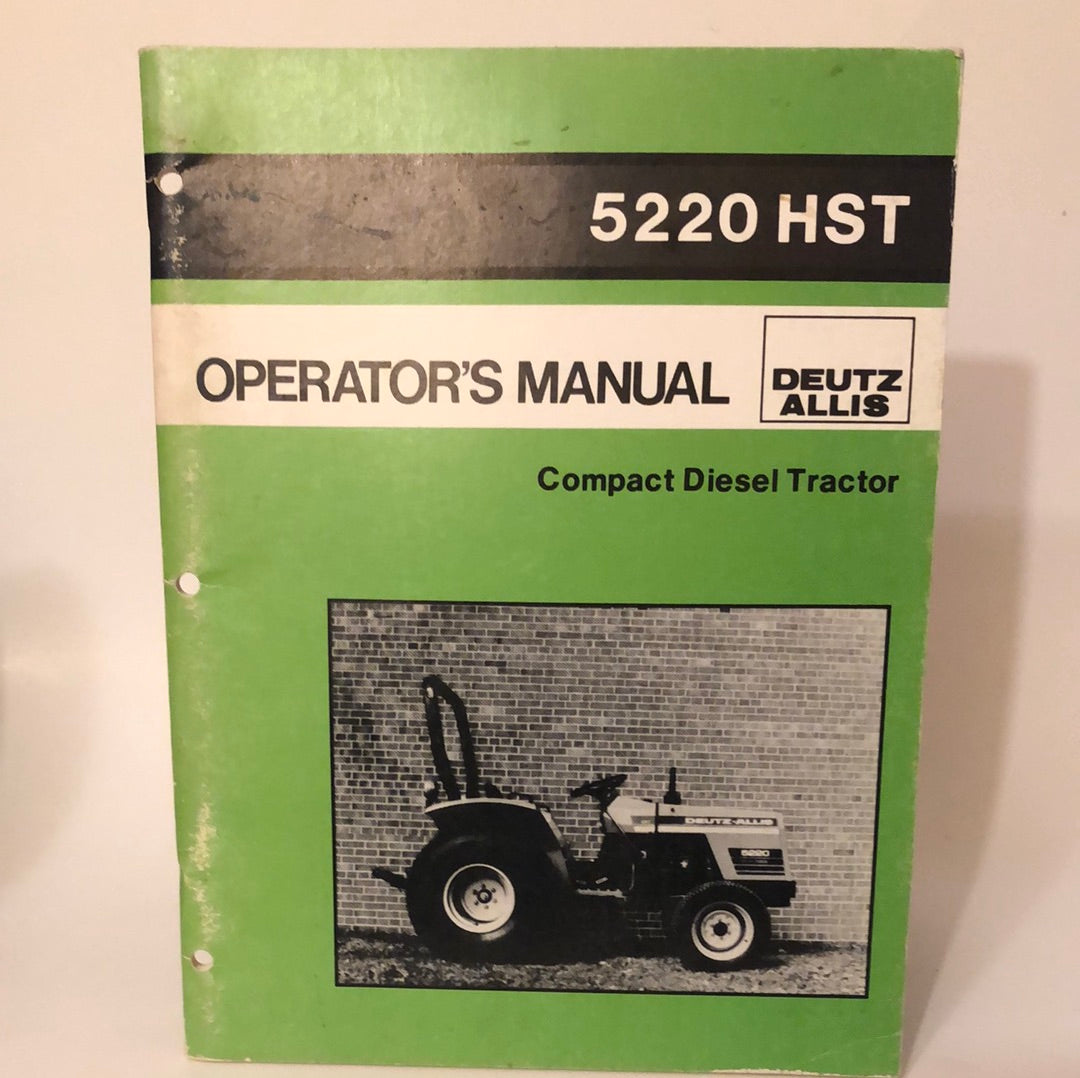 5220 HST
OPERATOR'S MANUAL
DEUTZ
ALLIS
Compact Diesel Tractor
DEUTZ-ALLIS
5220